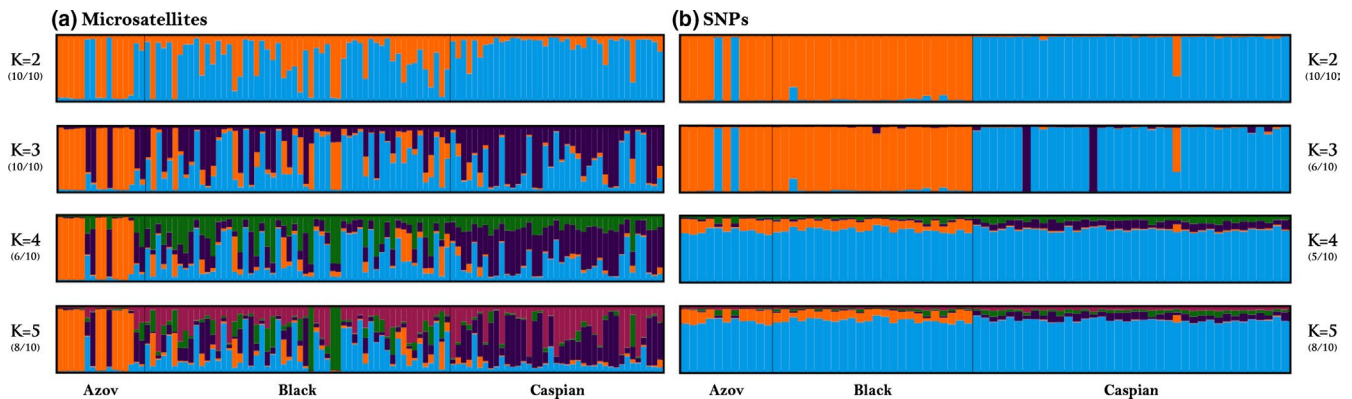 (a) Microsatellites
K=2
(10/10)
K=3
(10/10)
K=4
(6/10)
K=5
(8/10)
Azov Black Caspian
(b) SNPs
K=2
(10/10)
K=3
(6/10)
K=4
(5/10)
K=5
(8/10)
Azov Black Caspian